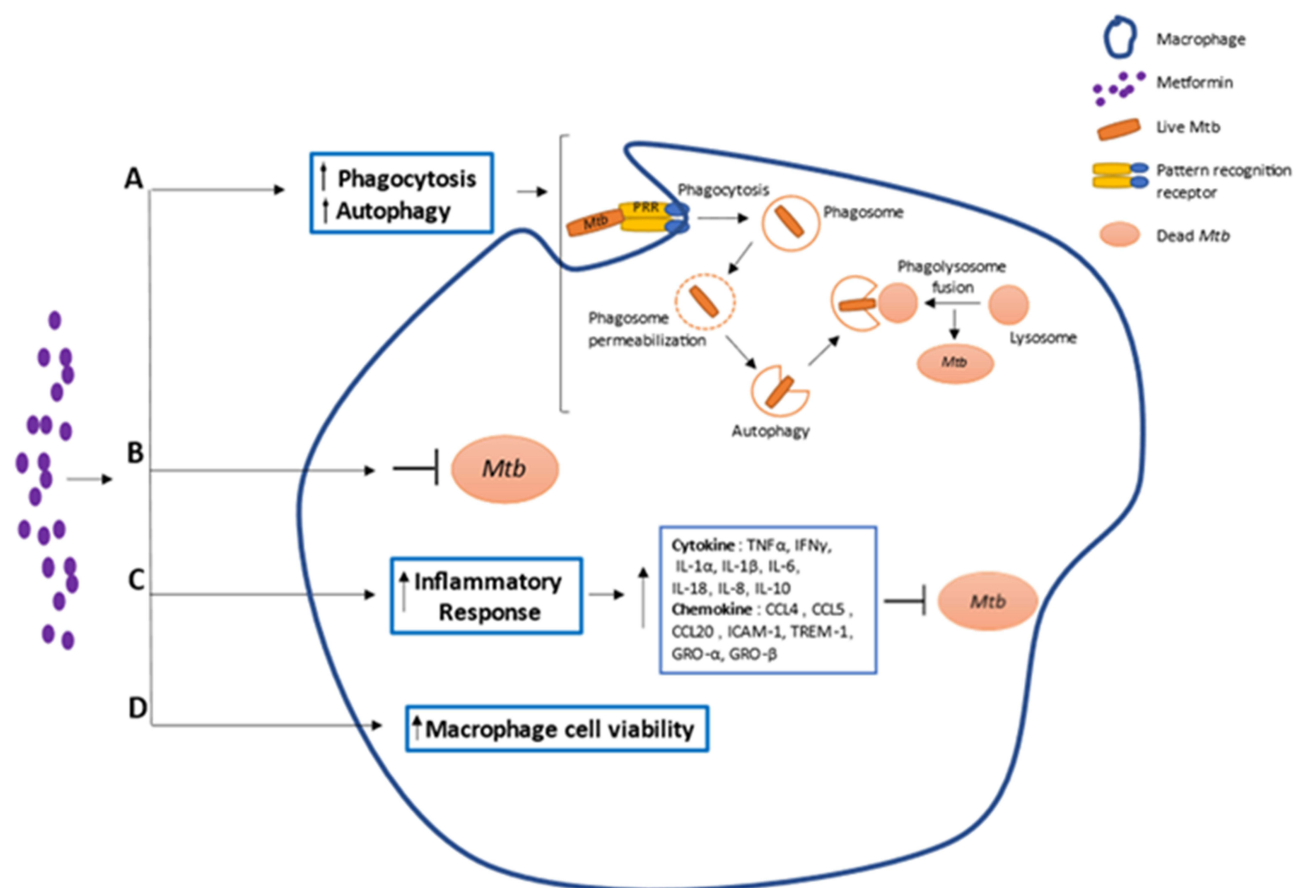 Macrophage
Metformin
Live Mtb
Pattern recognition
receptor
Dead Mtb
A
Phagocytosis
Autophagy
Mtb
PRR
Phagocytosis
Phagosome
Phagosome
permeabilization
Autophagy
Phagolysosome
fusion
Lysosome
Mtb
B
Mtb
C
Inflammatory
Response
Cytokine : TNFα, IFNγ,
IL-1α, IL-1β, IL-6,
IL-18, IL-8, IL-10
Chemokine : CCL4 , CCL5 ,
CCL20 , ICAM-1, TREM-1,
GRO-α, GRO-β
Mtb
D
Macrophage cell viability